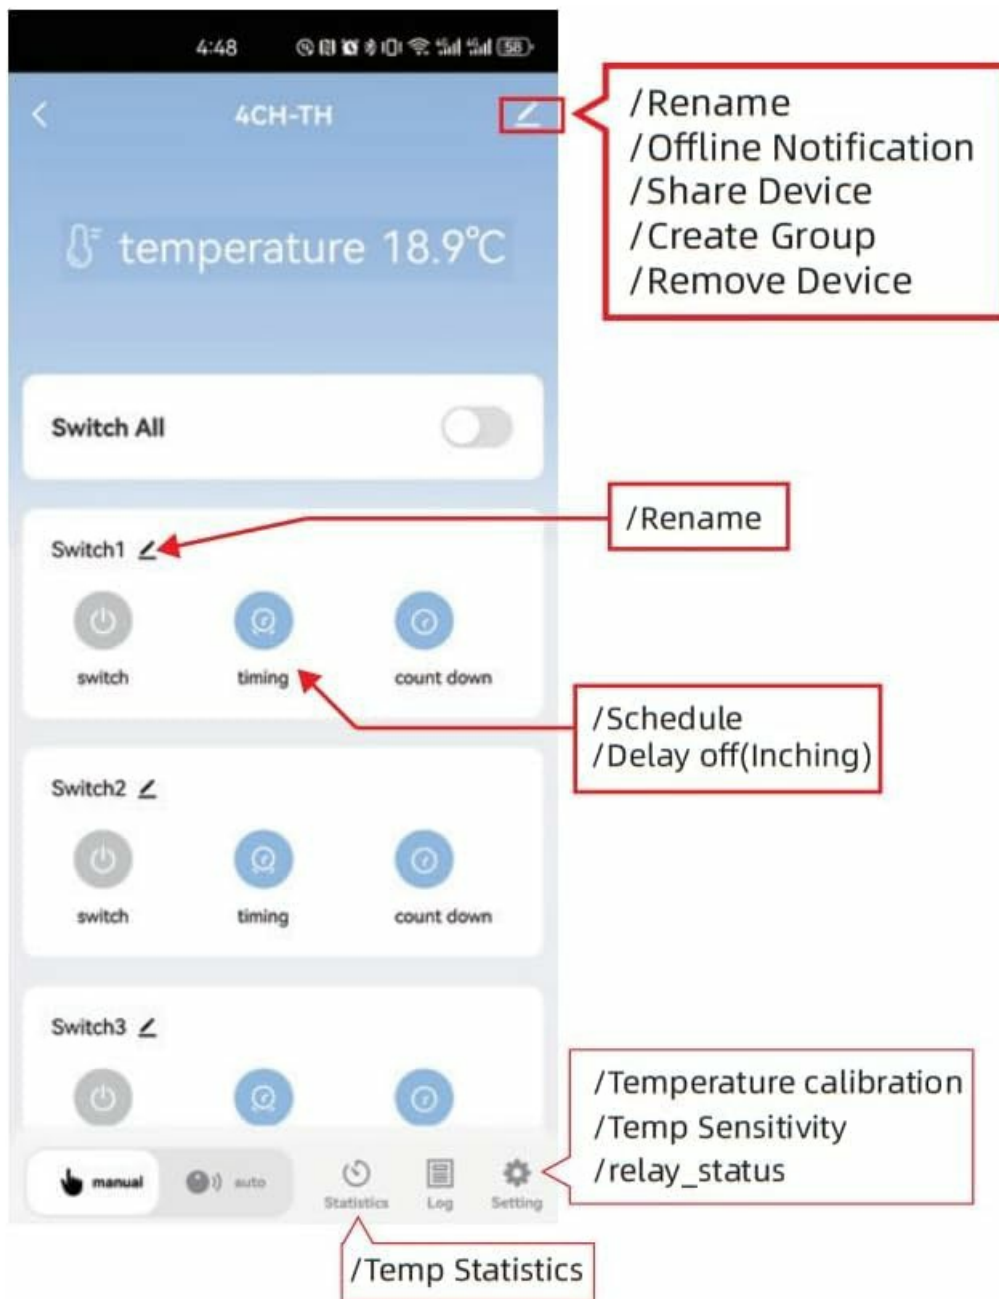 4:48
58
4CH-TH
/Rename
/Offline Notification
/Share Device
/Create Group
/Remove Device
temperature 18.9°C
Switch All
/Rename
Switch1
switch
timing
count down
/Schedule
/Delay off(Inching)
Switch2
switch
timing
count down
Switch3
/Temperature calibration
/Temp Sensitivity
/relay_status
manual
auto
Statistics
Log
Setting
/Temp Statistics